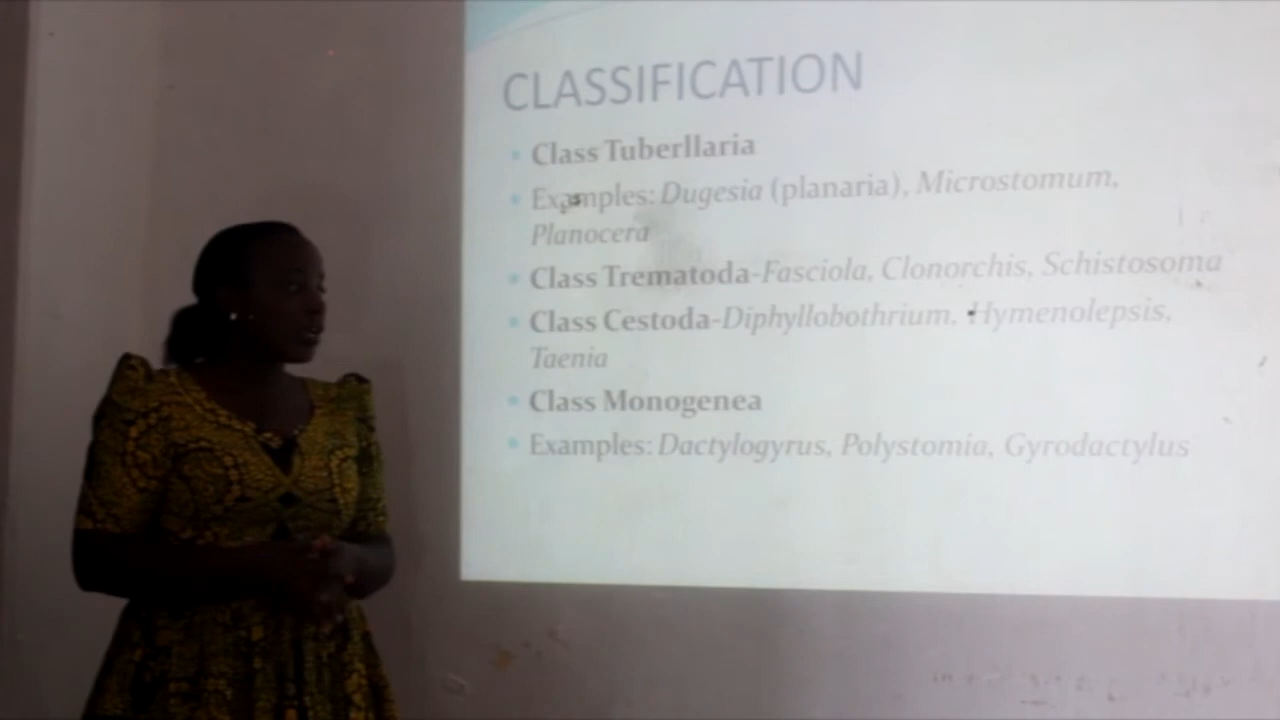 CLASSIFICATION
• Class Tuberllaria
• Examples: Dugesia (planaria), Microstomum,
Planocera
• Class Trematoda-Fasciola, Clonorchis, Schistosoma
• Class Cestoda-Diphyllobothrium, Hymenolepsis,
Taenia
• Class Monogenea
• Examples: Dactylogyrus, Polystomia, Gyrodactylus